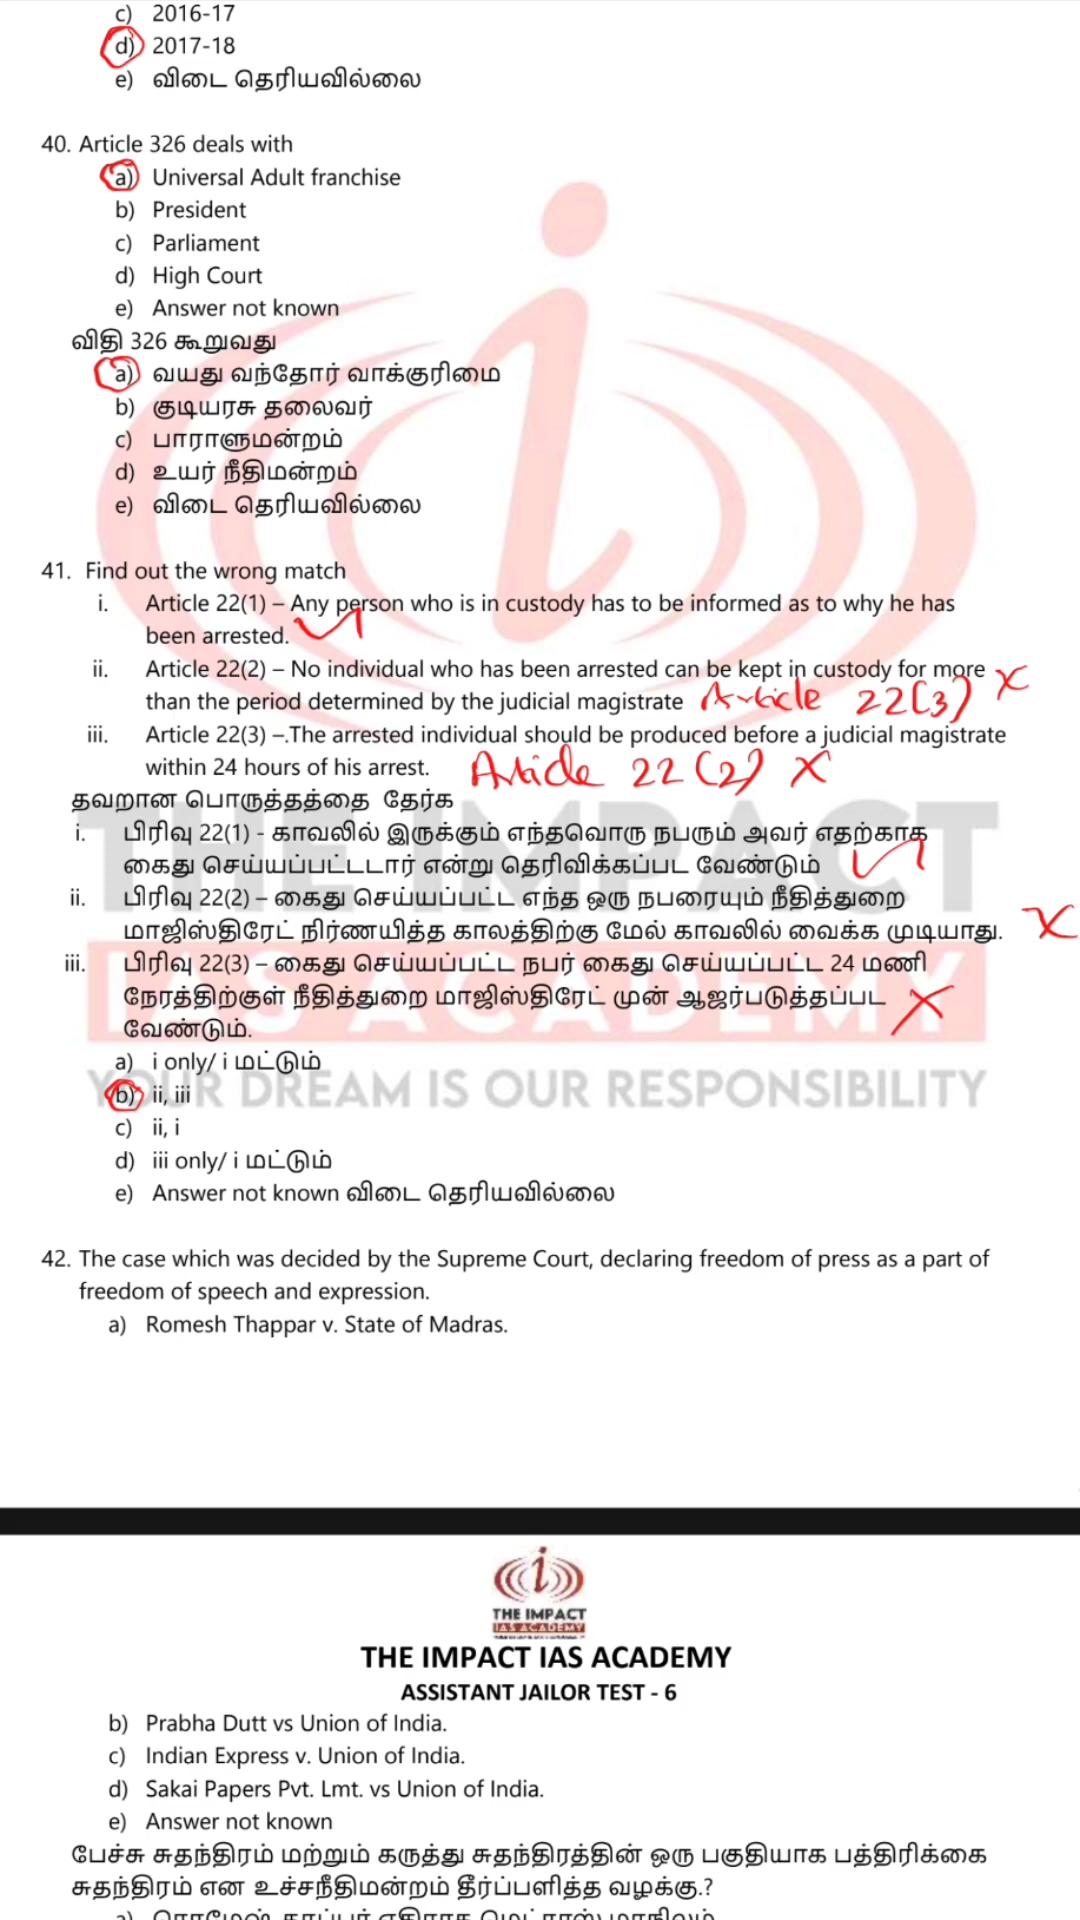 c) 2016-17
d) 2017-18
e) விடை தெரியவில்லை
40. Article 326 deals with
a) Universal Adult franchise
b) President
c) Parliament
d) High Court
e) Answer not known
விதி 326 கூறுவது
a) வயது வந்தோர் வாக்குரிமை
b) குடியரசு தலைவர்
c) பாராளுமன்றம்
d) உயர் நீதிமன்றம்
e) விடை தெரியவில்லை
41. Find out the wrong match
i. Article 22(1) – Any person who is in custody has to be informed as to why he has
been arrested.
ii. Article 22(2) – No individual who has been arrested can be kept in custody for more
than the period determined by the judicial magistrate Article 22(3) x
iii. Article 22(3) –.The arrested individual should be produced before a judicial magistrate
within 24 hours of his arrest. Article 22(2) x
தவறான பொருத்தத்தை தேர்க
i. பிரிவு 22(1) - காவலில் இருக்கும் எந்தவொரு நபரும் அவர் எதற்காக
கைது செய்யப்பட்டடார் என்று தெரிவிக்கப்பட வேண்டும்
ii. பிரிவு 22(2) – கைது செய்யப்பட்ட எந்த ஒரு நபரையும் நீதித்துறை
மாஜிஸ்திரேட் நிர்ணயித்த காலத்திற்கு மேல் காவலில் வைக்க முடியாது. x
iii. பிரிவு 22(3) – கைது செய்யப்பட்ட நபர் கைது செய்யப்பட்ட 24 மணி
நேரத்திற்குள் நீதித்துறை மாஜிஸ்திரேட் முன் ஆஜர்படுத்தப்பட x
வேண்டும்.
THE IMPACT
IAS ACADEMY
YOUR DREAM IS OUR RESPONSIBILITY
a) i only/ i மட்டும்
b) ii, iii
c) ii, i
d) iii only/ i மட்டும்
e) Answer not known விடை தெரியவில்லை
42. The case which was decided by the Supreme Court, declaring freedom of press as a part of
freedom of speech and expression.
a) Romesh Thappar v. State of Madras.
THE IMPACT
IAS ACADEMY
THE IMPACT IAS ACADEMY
ASSISTANT JAILOR TEST - 6
b) Prabha Dutt vs Union of India.
c) Indian Express v. Union of India.
d) Sakai Papers Pvt. Lmt. vs Union of India.
e) Answer not known
பேச்சு சுதந்திரம் மற்றும் கருத்து சுதந்திரத்தின் ஒரு பகுதியாக பத்திரிக்கை
சுதந்திரம் என உச்சநீதிமன்றம் தீர்ப்பளித்த வழக்கு.?